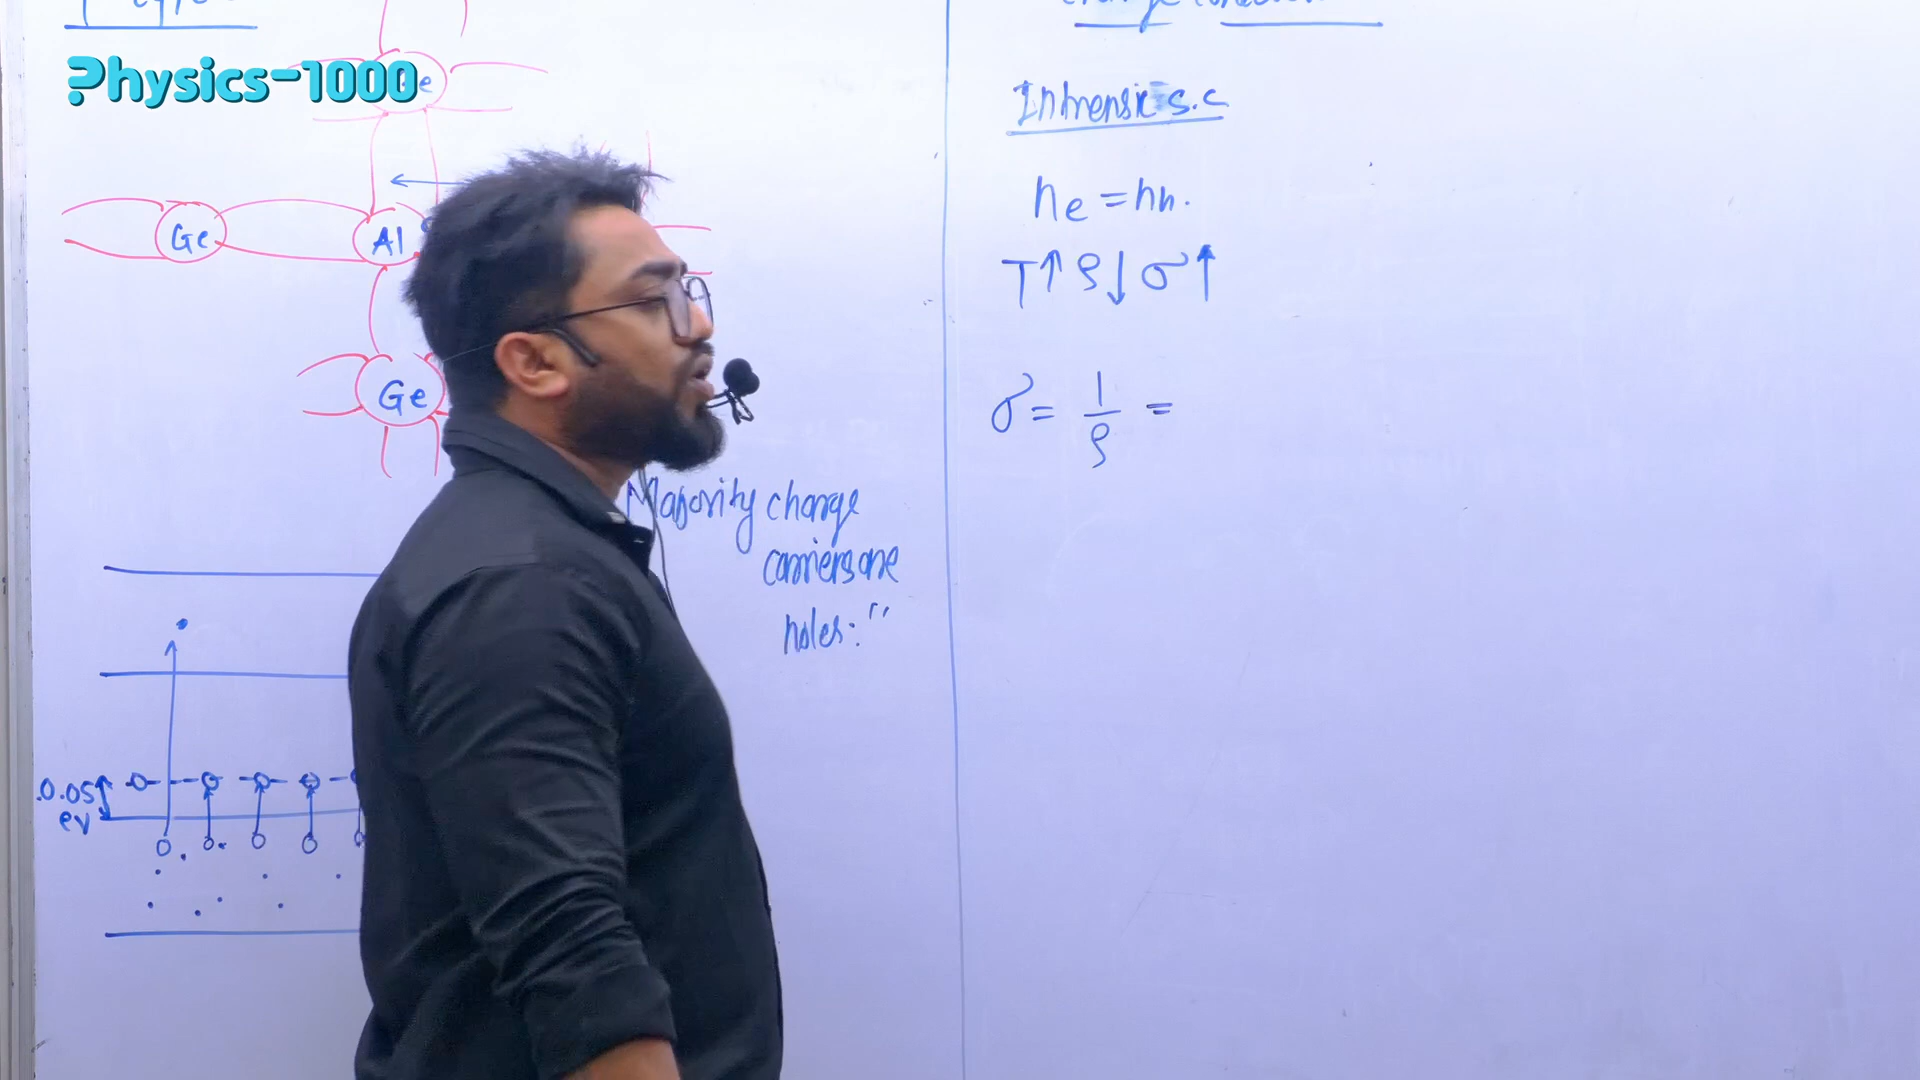 Physics-1000
Ge
Al
Ge
Majority charge
carriers are
holes."
0.05
ev
Intrensic s.c
ne = nh.
T↑ ρ↓ σ↑
σ = 1/ρ =